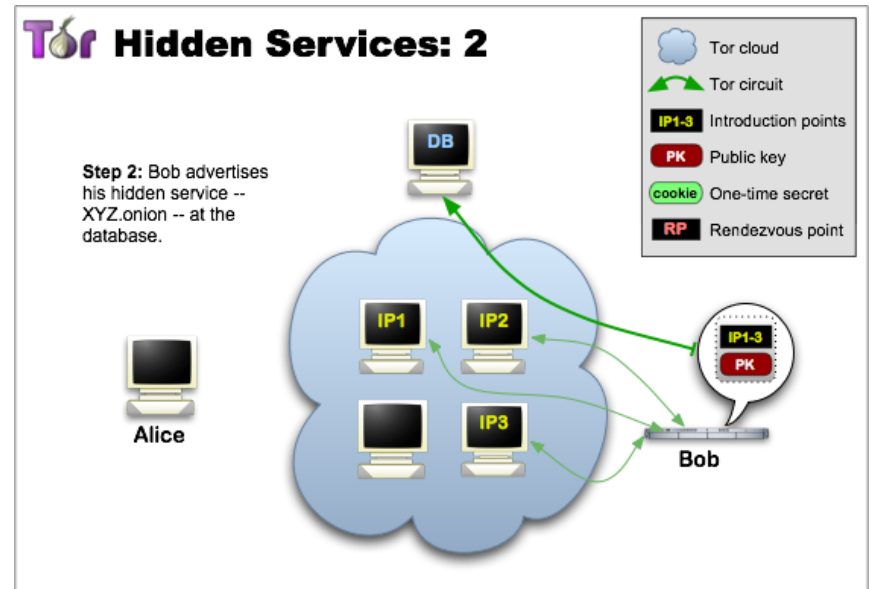 Tor Hidden Services: 2
Tor cloud
Tor circuit
IP1-3 Introduction points
PK Public key
cookie One-time secret
RP Rendezvous point
DB
Step 2: Bob advertises
his hidden service --
XYZ.onion -- at the
database.
IP1
IP2
IP1-3
PK
IP3
Alice
Bob